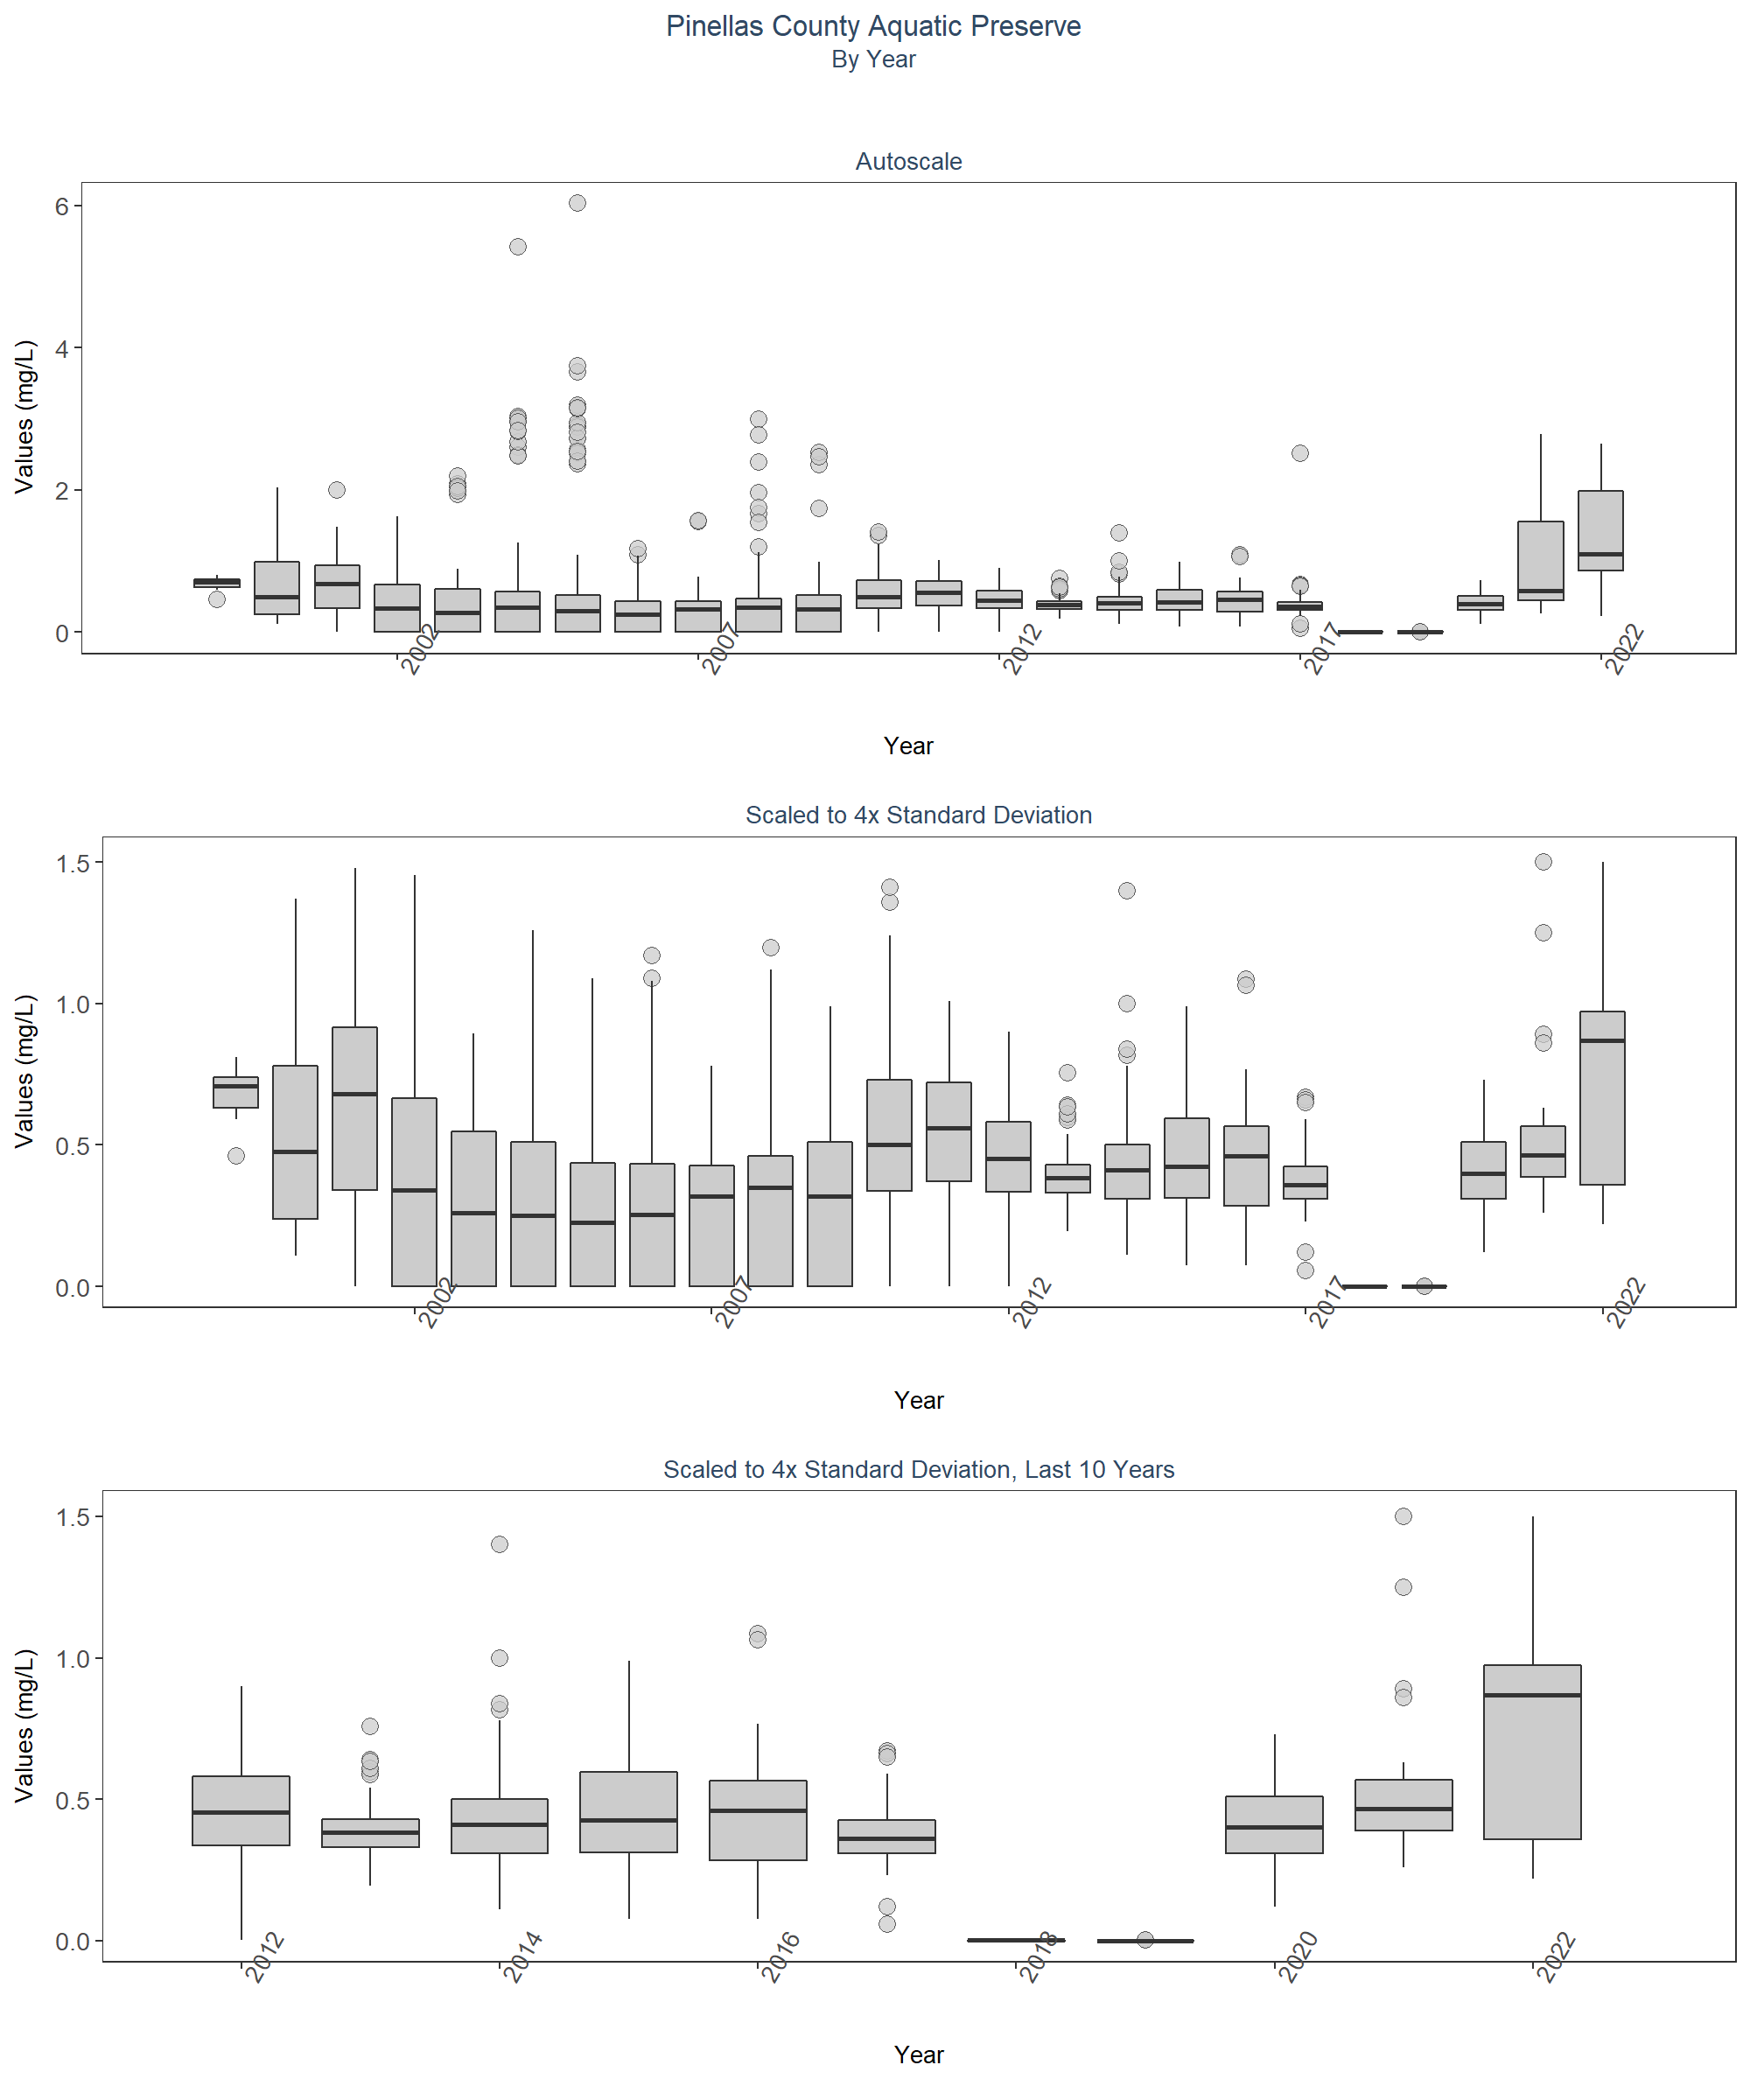 Pinellas County Aquatic Preserve
By Year
Autoscale
Values (mg/L)
6
4
2
0
2002
2007
2012
2017
2022
Year
Scaled to 4x Standard Deviation
Values (mg/L)
1.5
1.0
0.5
0.0
2002
2007
2012
2017
2022
Year
Scaled to 4x Standard Deviation, Last 10 Years
Values (mg/L)
1.5
1.0
0.5
0.0
2012
2014
2016
2018
2020
2022
Year